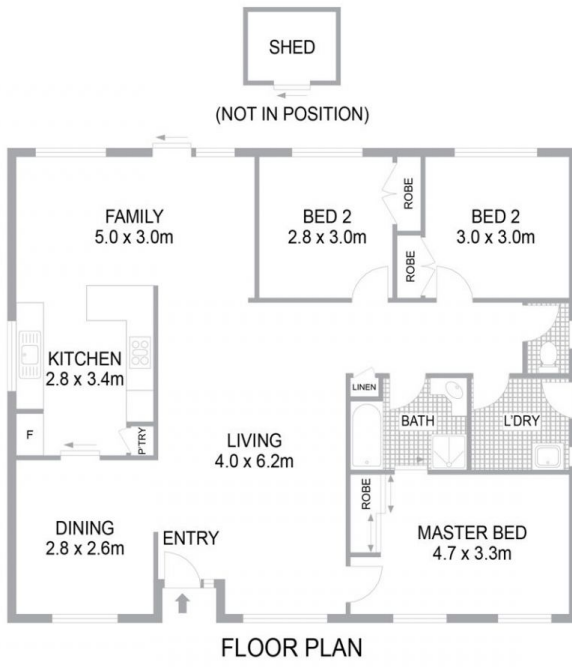 SHED
(NOT IN POSITION)
FAMILY
5.0 x 3.0m
BED 2
2.8 x 3.0m
ROBE
ROBE
BED 2
3.0 x 3.0m
KITCHEN
2.8 x 3.4m
F
P'TRY
LIVING
4.0 x 6.2m
LINEN
BATH
L'DRY
ROBE
MASTER BED
4.7 x 3.3m
DINING
2.8 x 2.6m
ENTRY
FLOOR PLAN